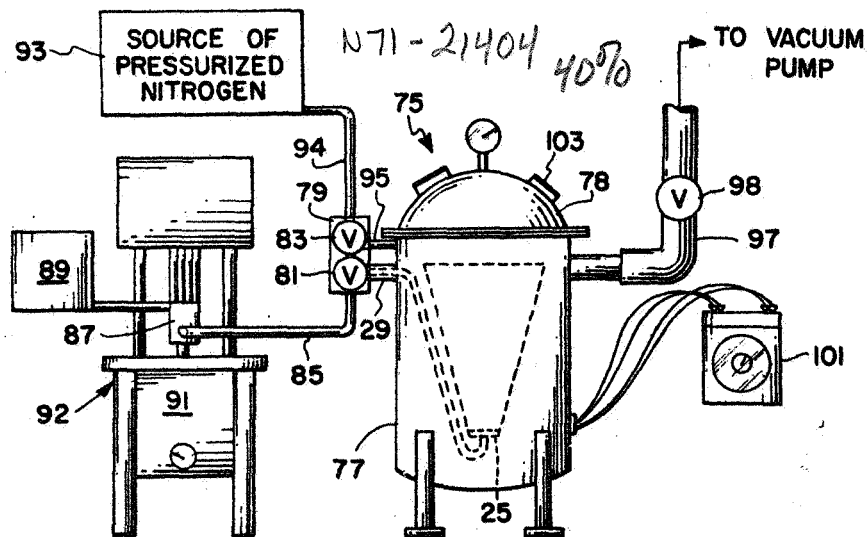 93
SOURCE OF
PRESSURIZED
NITROGEN
N71-21404
40%
TO VACUUM
PUMP
75
103
94
78
79
95
98
83
V
V
97
89
81
V
29
87
85
101
92
91
77
25